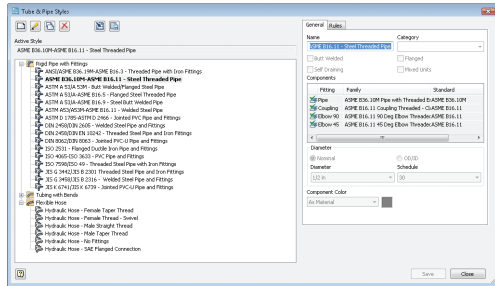 Tube & Pipe Styles
Active Style
ASME B36.10M-ASME B16.11 - Steel Threaded Pipe
Rigid Pipe with Fittings
ANSI/ASME B36.19M-ASME B16.3 - Threaded Pipe with Iron Fittings
ASME B36.10M-ASME B16.11 - Steel Threaded Pipe
ASTM A 53/A 53M - Butt Welded/Flanged Steel Pipe
ASTM A 53/A-ASME B16.5 - Flanged Steel Threaded Pipe
ASTM A 53/A-ASME B16.9 - Steel Butt Welded Pipe
ASTM A53/A53M-ASME B16.11 - Welded Steel Pipe
ASTM D 1785-ASTM D 2466 - Jointed PVC Pipe and Fittings
DIN 2458/DIN 2605 - Welded Steel Pipe and Fittings
DIN 2450/DIN EN 10242 - Threaded Steel Pipe and Iron Fittings
DIN 8062/DIN 8063 - Jointed PVC-U Pipe and Fittings
ISO 2531 - Flanged Ductile Iron Pipe and Fittings
ISO 4065-ISO 3633 - PVC Pipe and Fittings
ISO 7598/ISO 49 - Threaded Steel Pipe with Iron Fittings
JIS G 3442/JIS B 2301 Threaded Steel Pipe and Iron Fittings
JIS G 3458/JIS B 2316 - Welded Steel Pipe and Fittings
JIS K 6741/JIS K 6739 - Jointed PVC-U Pipe and Fittings
Tubing with Bends
Flexible Hose
Hydraulic Hose - Female Taper Thread
Hydraulic Hose - Female Thread - Swivel
Hydraulic Hose - Male Straight Thread
Hydraulic Hose - Male Taper Thread
Hydraulic Hose - No Fittings
Hydraulic Hose - SAE Flanged Connection
General Rules
Name Category
ASME B16.11 - Steel Threaded Pipe
Butt Welded Flanged
Self Draining Mixed Units
Components
Fitting Family Standard
Pipe ASME B36.10M Pipe with Threaded E ASME B36.10M
Coupling ASME B16.11 Coupling Threaded - Cl ASME B16.11
Elbow 90 ASME B16.11 90 Deg Elbow Threade ASME B16.11
Elbow 45 ASME B16.11 45 Deg Elbow Threade ASME B16.11
Diameter
Nominal OD/ID
Diameter Schedule
1/2 in 30
Component Color
As Material
Save Close